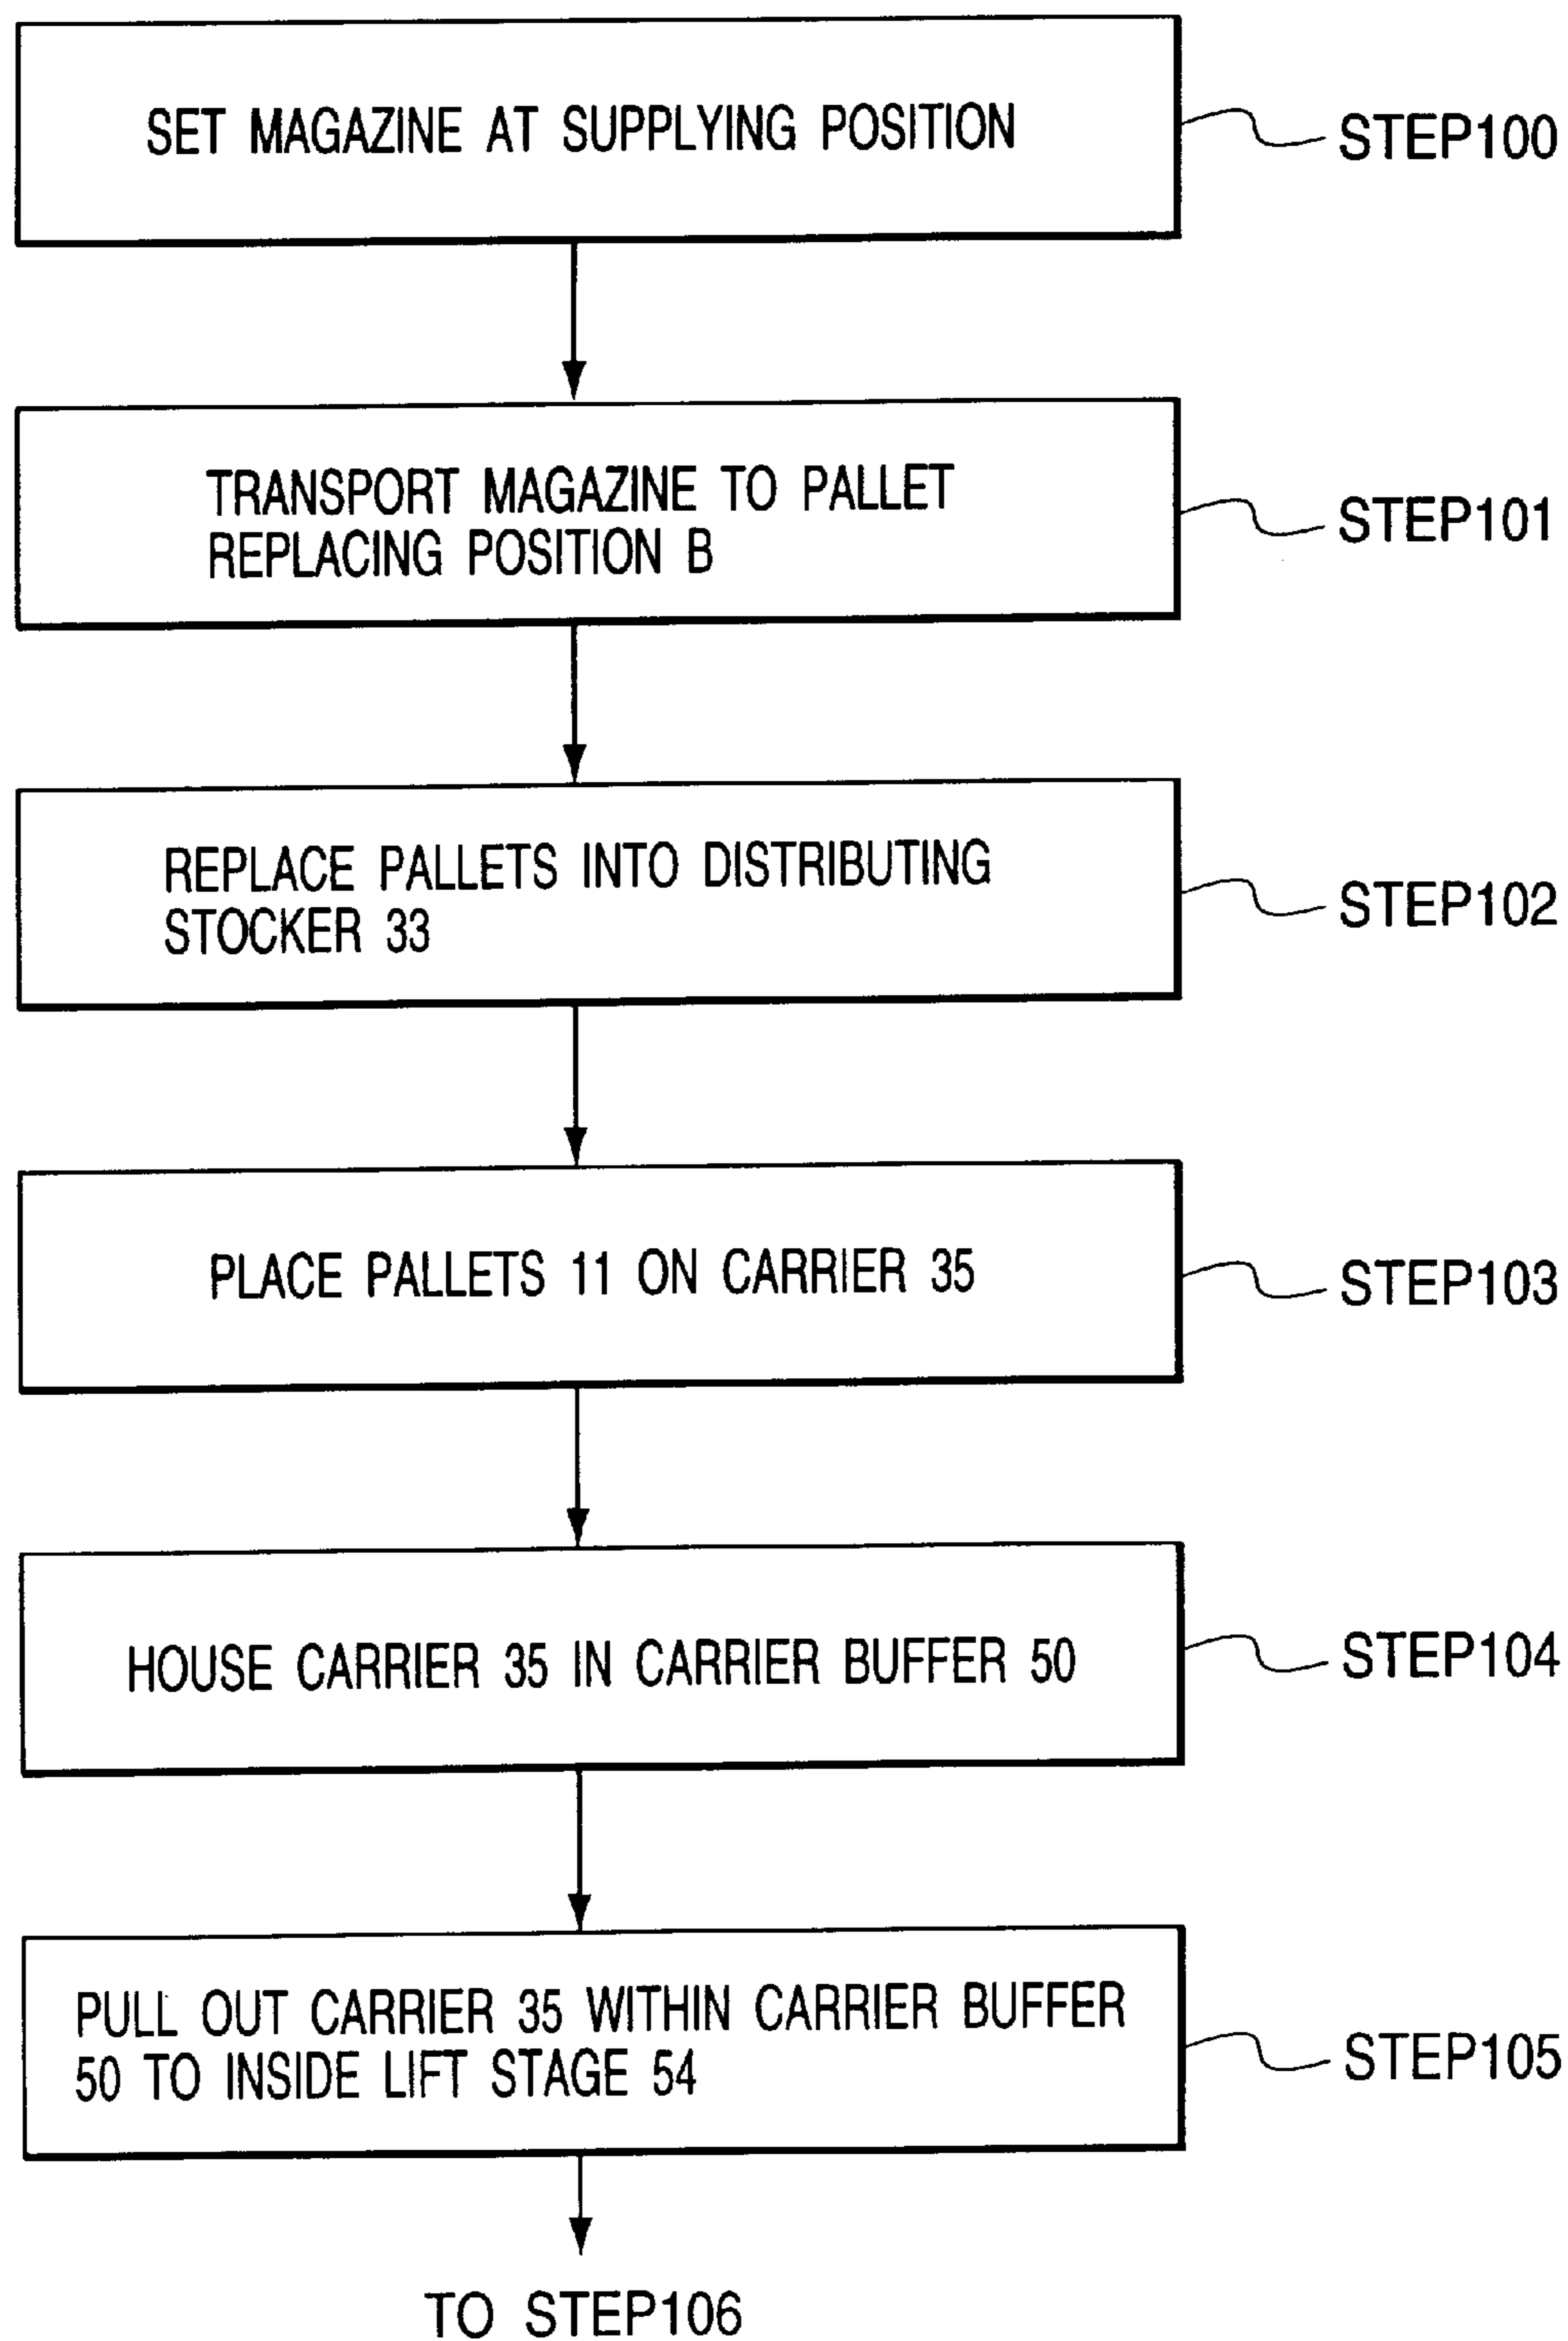 SET MAGAZINE AT SUPPLYING POSITION
STEP100
TRANSPORT MAGAZINE TO PALLET
REPLACING POSITION B
STEP101
REPLACE PALLETS INTO DISTRIBUTING
STOCKER 33
STEP102
PLACE PALLETS 11 ON CARRIER 35
STEP103
HOUSE CARRIER 35 IN CARRIER BUFFER 50
STEP104
PULL OUT CARRIER 35 WITHIN CARRIER BUFFER
50 TO INSIDE LIFT STAGE 54
STEP105
TO STEP106